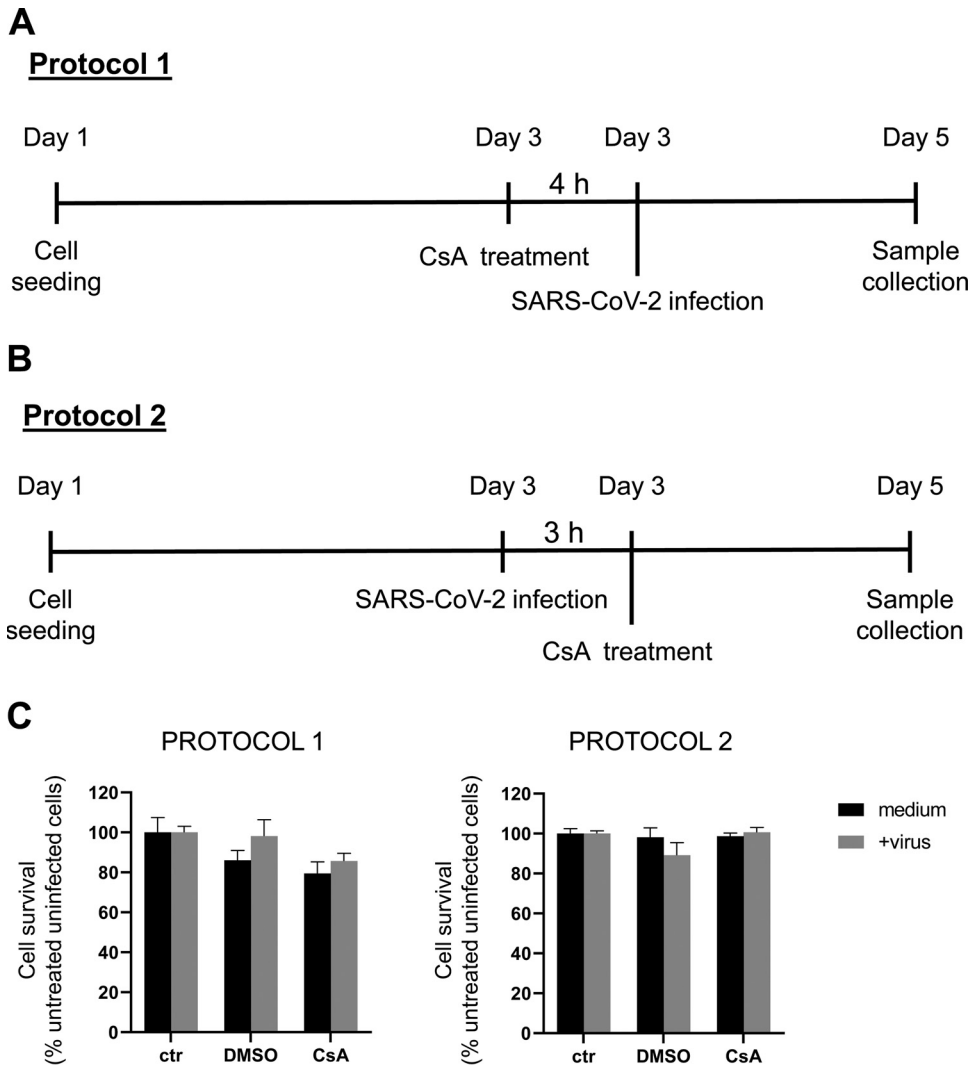 A
Protocol 1
Day 1
Day 3
Day 3
Day 5
4 h
Cell
seeding
CsA treatment
SARS-CoV-2 infection
Sample
collection
B
Protocol 2
Day 1
Day 3
Day 3
Day 5
3 h
Cell
seeding
SARS-CoV-2 infection
CsA treatment
Sample
collection
C
PROTOCOL 1
Cell survival
(% untreated uninfected cells)
120
100
80
60
40
20
0
ctr
DMSO
CsA
PROTOCOL 2
Cell survival
(% untreated uninfected cells)
120
100
80
60
40
20
0
ctr
DMSO
CsA
medium
+virus